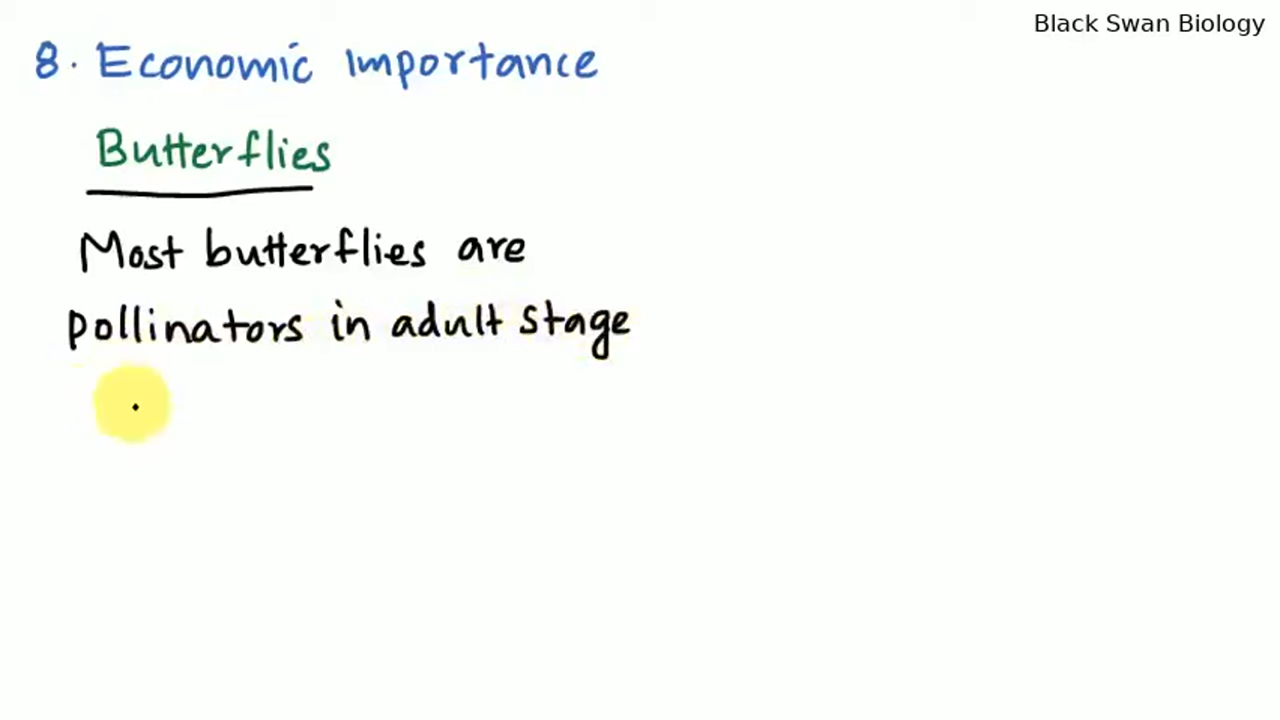 Black Swan Biology
8. Economic Importance
Butterflies
Most butterflies are
pollinators in adult stage